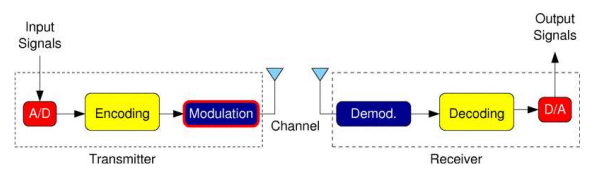 Input
Signals
A/D
Encoding
Modulation
Transmitter
Channel
Demod.
Decoding
D/A
Receiver
Output
Signals